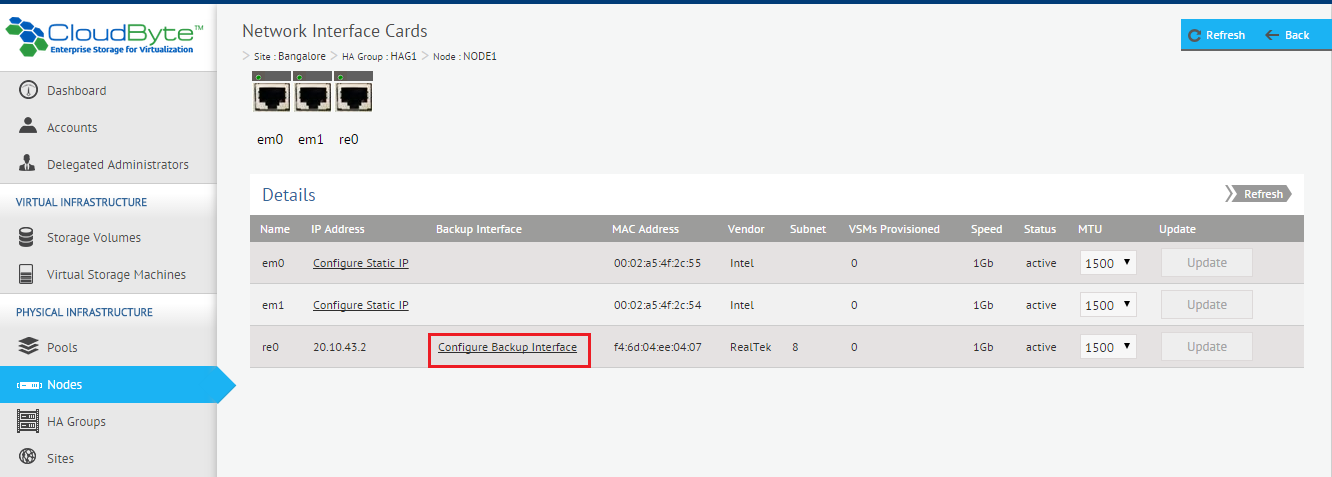 CloudByte™
Enterprise Storage for Virtualization
Dashboard
Accounts
Delegated Administrators
VIRTUAL INFRASTRUCTURE
Storage Volumes
Virtual Storage Machines
PHYSICAL INFRASTRUCTURE
Pools
Nodes
HA Groups
Sites
Network Interface Cards
Refresh Back
Site : Bangalore HA Group : HAG1 Node : NODE1
em0 em1 re0
Details
Refresh
Name IP Address Backup Interface MAC Address Vendor Subnet VSMs Provisioned Speed Status MTU Update
em0 Configure Static IP 00:02:a5:4f:2c:55 Intel 0 1Gb active 1500 Update
em1 Configure Static IP 00:02:a5:4f:2c:54 Intel 0 1Gb active 1500 Update
re0 20.10.43.2 Configure Backup Interface f4:6d:04:ee:04:07 RealTek 8 0 1Gb active 1500 Update